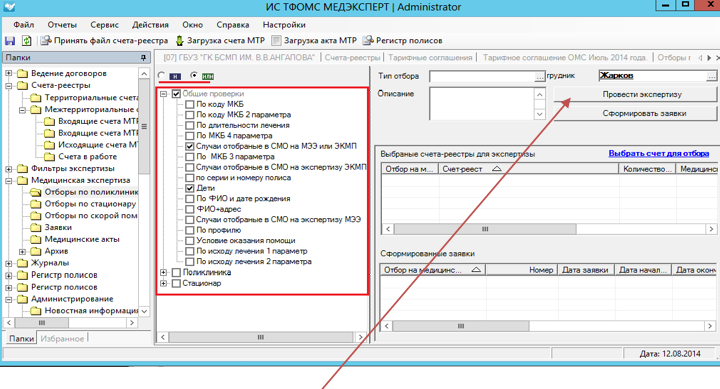 ИС ТФОМС МЕДЭКСПЕРТ | Administrator
Файл Отчеты Сервис Действия Окно Справка Настройки
Принять файл счета-реестра Загрузка счета МТР Загрузка акта МТР Регистр полисов
Папки
Ведение договоров
Счета-реестры
Территориальные счета
Межтерриториальные с
Входящие счета МТР
Входящие счета МТР
Исходящие счета МТ
Счета в работе
Фильтры экспертизы
Медицинская экспертиза
Отборы по поликлиник
Отборы по стационару
Отборы по скорой пом
Заявки
Медицинские акты
Архив
Журналы
Регистр полисов
Регистр полисов
Администрирование
Новостная информация
Папки Избранное
[07] ГБУЗ "ГК БСМП ИМ. В.В.АНГАПОВА" Счета-реестры Тарифные соглашения Тарифное соглашение ОМС Июль 2014 года. Отборы г
И ИЛИ
Общие проверки
По коду МКБ
По коду МКБ 2 параметра
По длительности лечения
По МКБ 4 параметра
Случаи отобраные в СМО на МЭЭ или ЭКМП
По МКБ 3 параметра
Случаи отобраные в СМО на экспертизу ЭКМП
по серии и номеру полиса
Дети
По ФИО и дате рождения
ФИО+адрес
Случаи отобраные в СМО на экспертизу МЭЭ
По профилю
Условие оказания помощи
По исходу лечения 1 параметр
По исходу лечения 2 параметра
Поликлиника
Стационар
Тип отбора ... трудник Жарков ...
Описание Провести экспертизу
Сформировать заявки
Выбраные счета-реестры для экспертизы Выбрать счет для отбора
Отбор на м... Счет-реест Количество... Медицин
Сформированные заявки
Отбор на медицинс... Номер Дата заявки Дата начал... Дата оконч
Дата: 12.08.2014